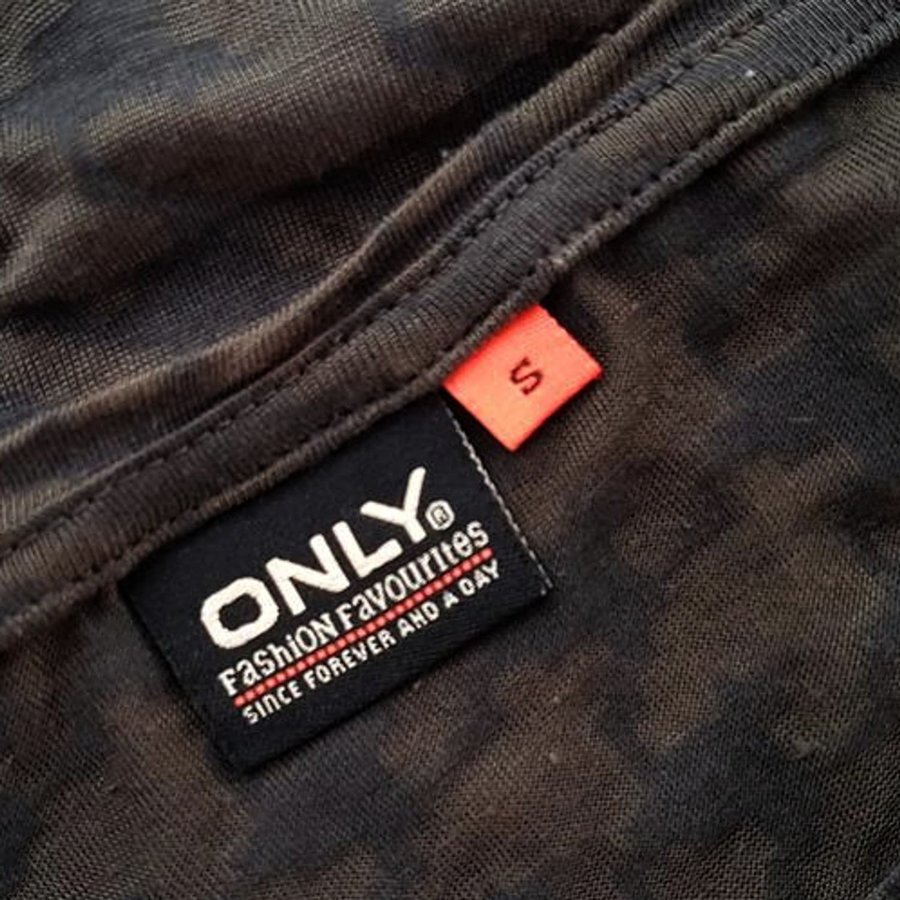 S
ONLY®
FasHiON FavOURites
SINCE FOREVER AND A DAY